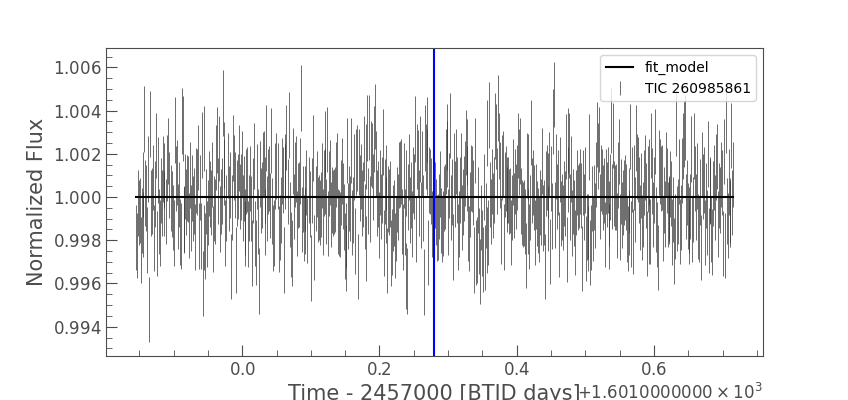 fit_model
TIC 260985861
1.006
1.004
1.002
1.000
0.998
0.996
0.994
Normalized Flux
0.0 0.2 0.4 0.6
Time - 2457000 [BTJD days]
+1.6010000000 × 10³